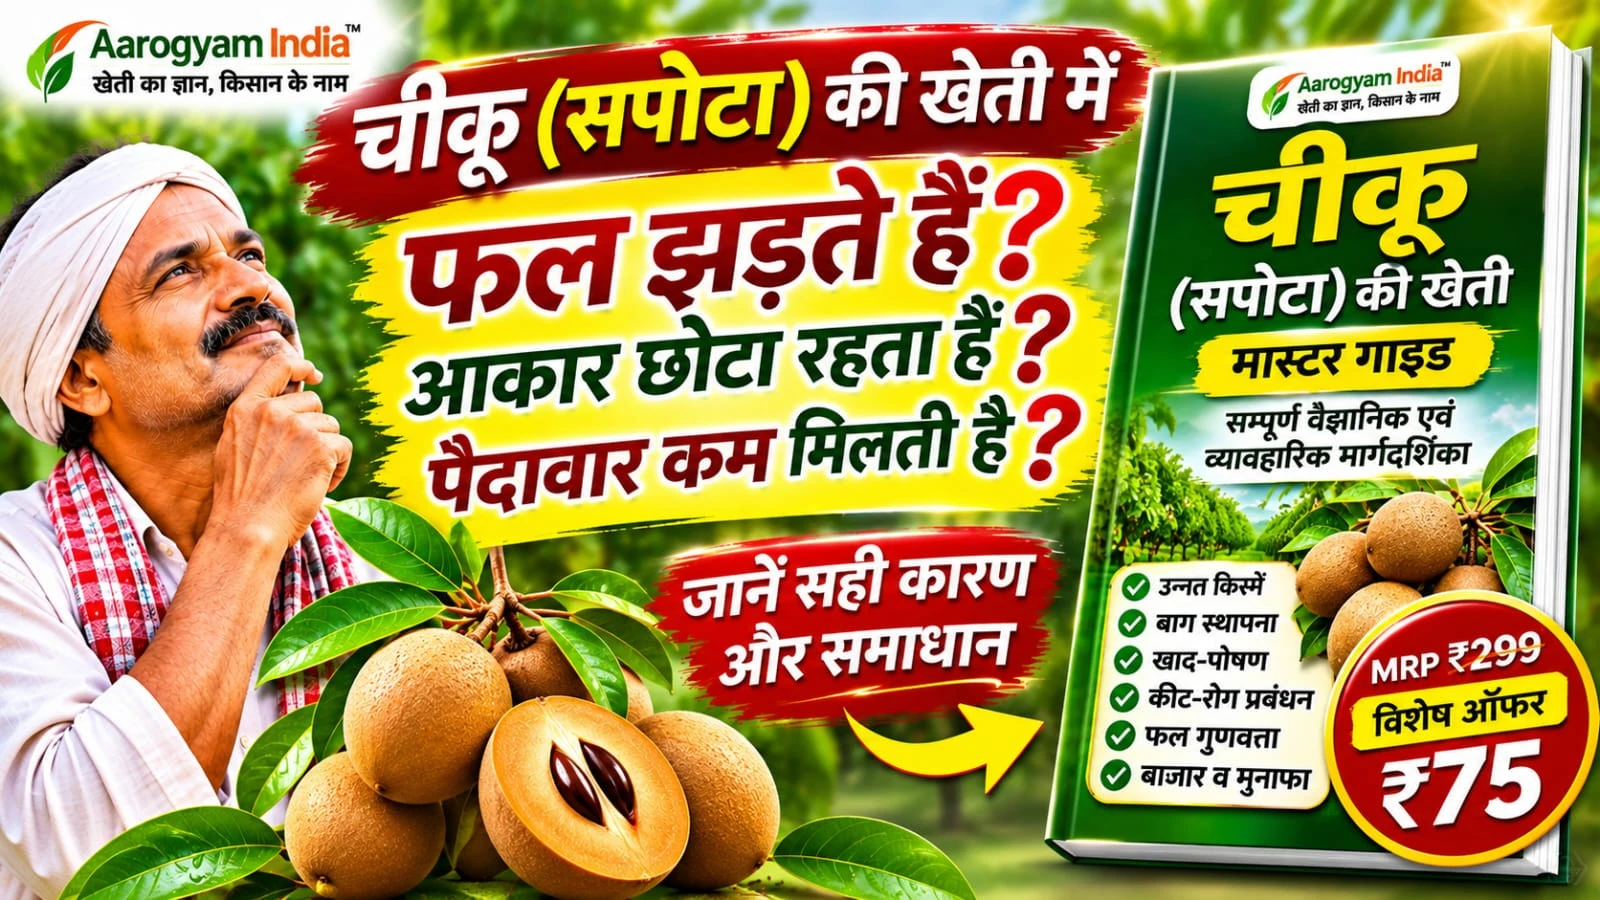 Aarogyam India™
खेती का ज्ञान, किसान के नाम
चीकू (सपोटा) की खेती में
फल झड़ते हैं?
आकार छोटा रहता हैं?
पैदावार कम मिलती है?
जानें सही कारण
और समाधान
Aarogyam India™
खेती का ज्ञान, किसान के नाम
चीकू
(सपोटा) की खेती
मास्टर गाइड
सम्पूर्ण वैज्ञानिक एवं
व्यावहारिक मार्गदर्शिका
उन्नत किस्में
बाग स्थापना
खाद-पोषण
कीट-रोग प्रबंधन
फल गुणवत्ता
बाजार व मुनाफा
MRP ₹299
विशेष ऑफर
₹75